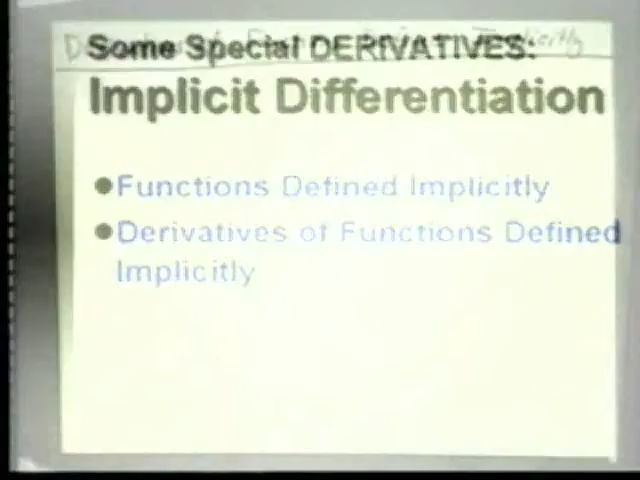 Some Special DERIVATIVES:
Implicit Differentiation
●Functions Defined Implicitly
●Derivatives of Functions Defined
Implicitly